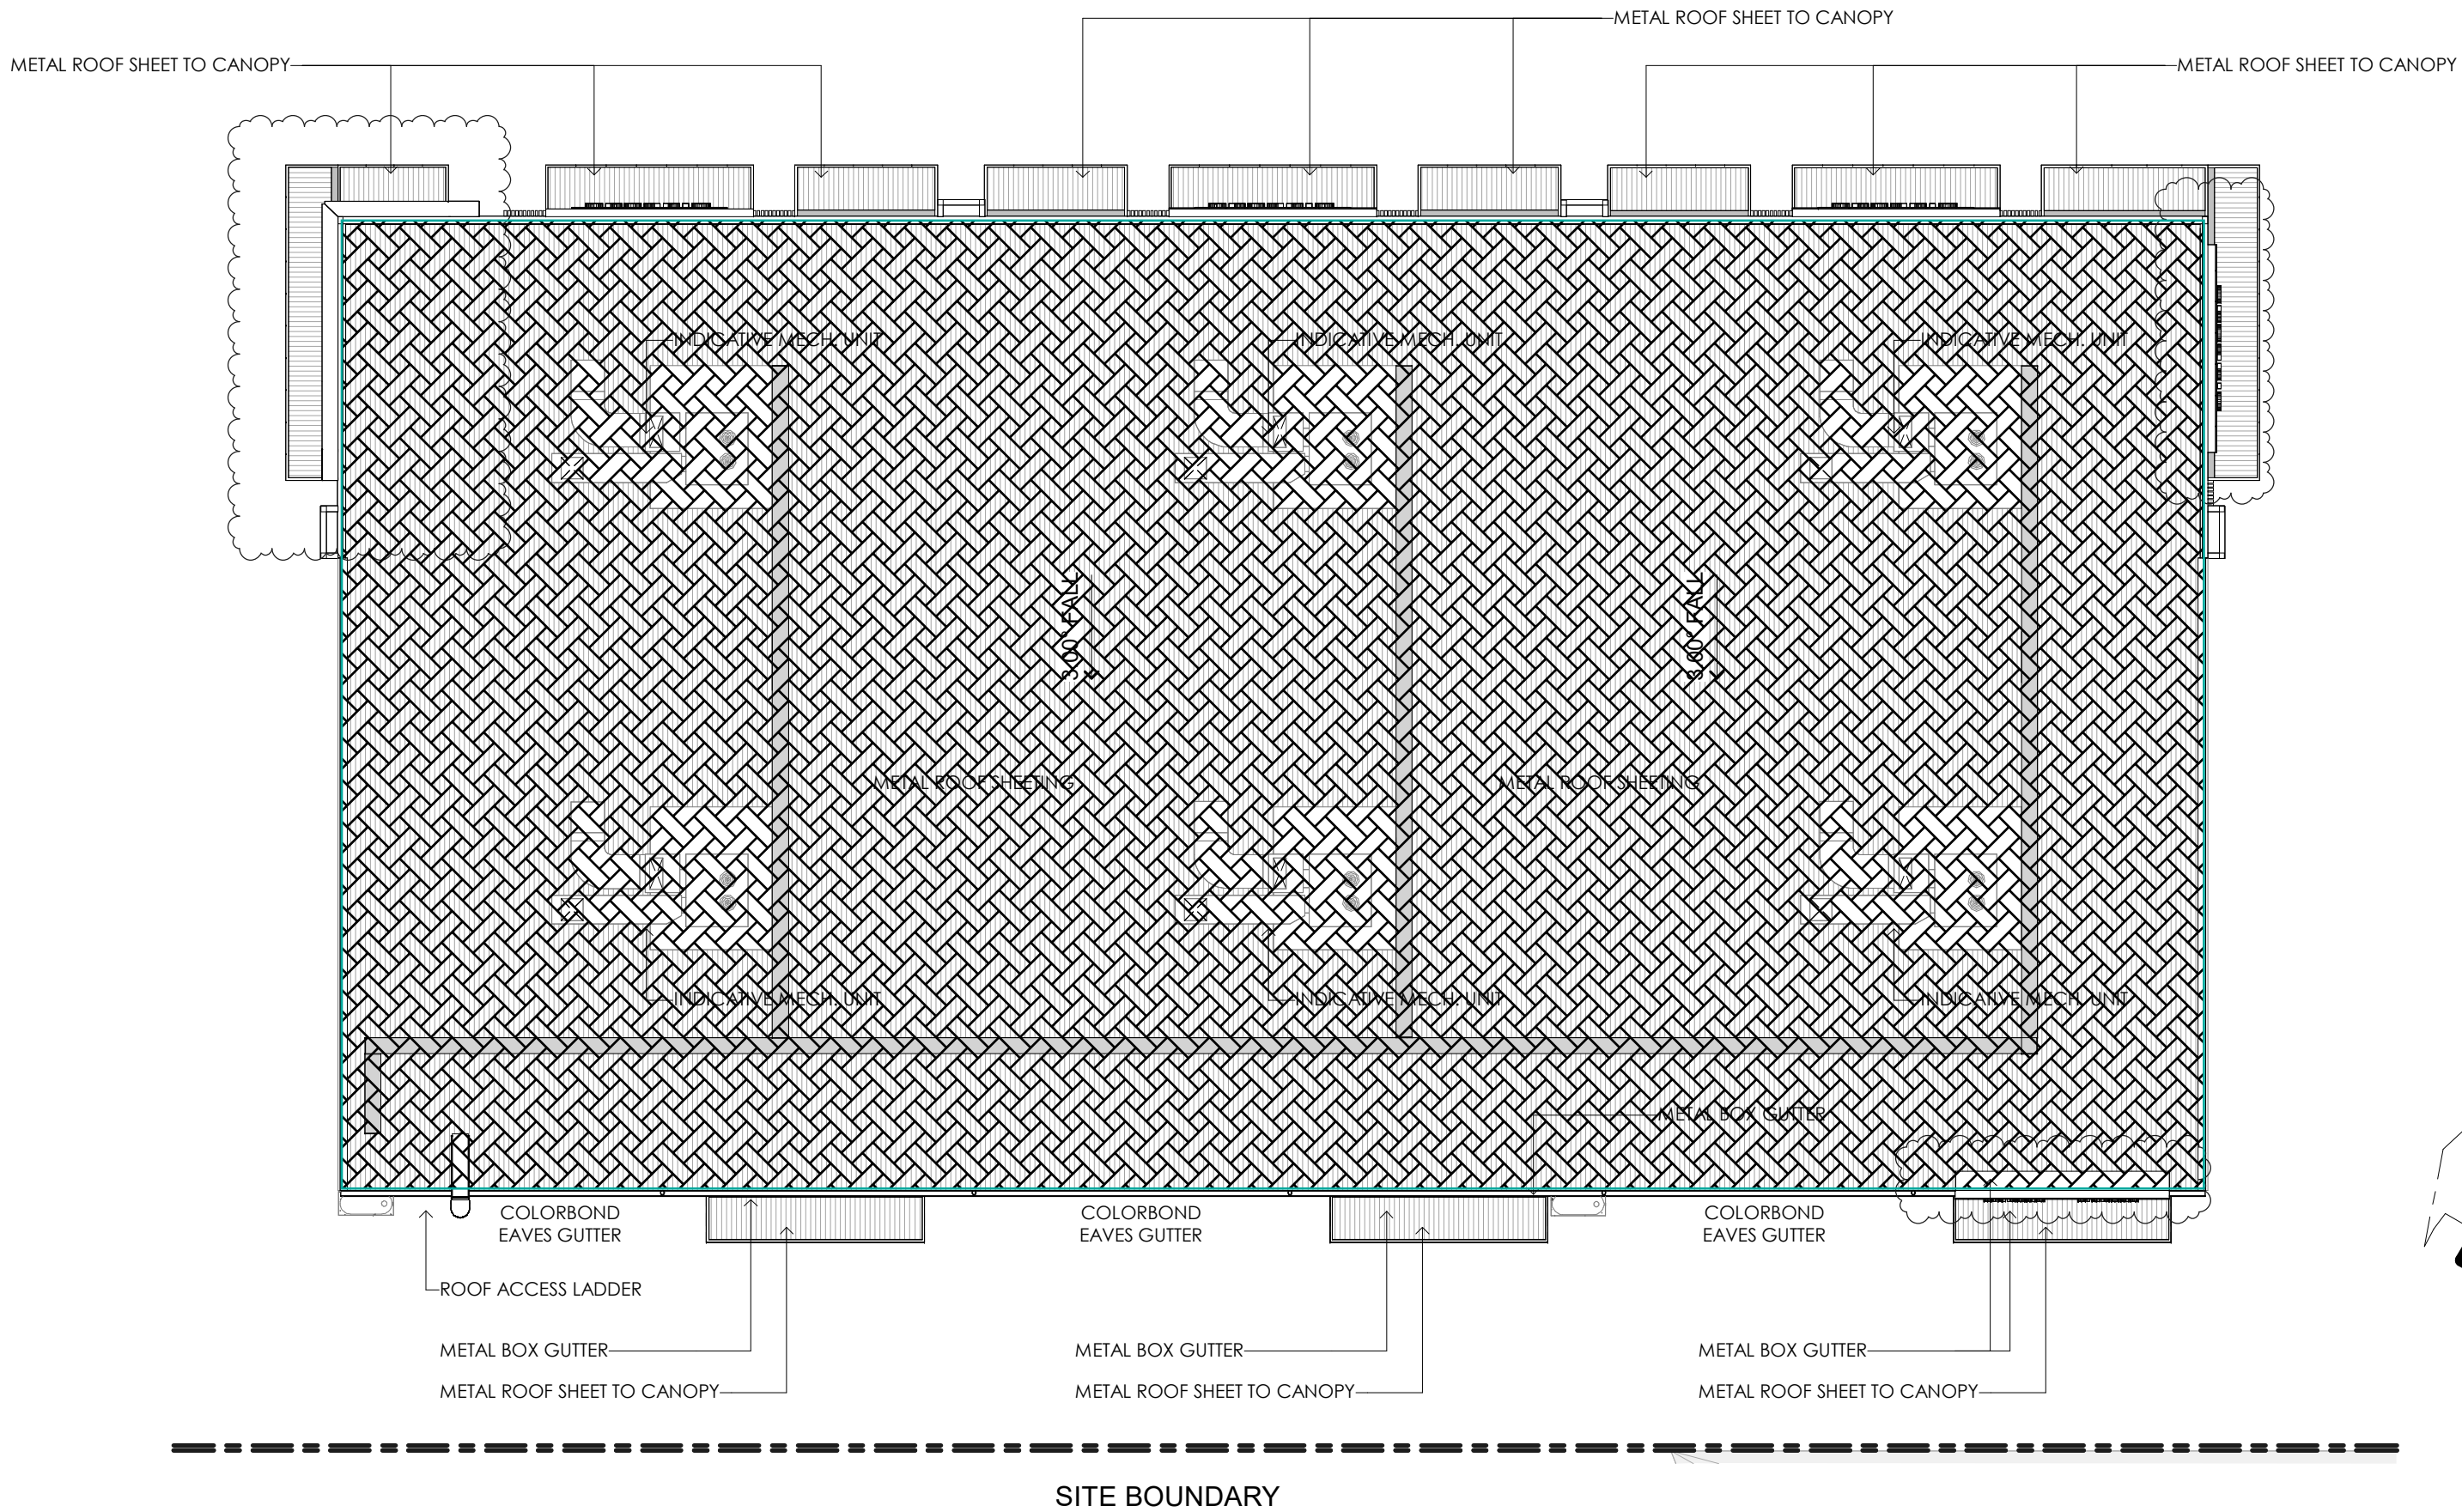 METAL ROOF SHEET TO CANOPY
METAL ROOF SHEET TO CANOPY
METAL ROOF SHEET TO CANOPY
INDICATIVE MECH. UNIT
INDICATIVE MECH. UNIT
INDICATIVE MECH. UNIT
3.00° FALL
3.00° FALL
METAL ROOF SHEETING
METAL ROOF SHEETING
INDICATIVE MECH. UNIT
INDICATIVE MECH. UNIT
INDICATIVE MECH. UNIT
METAL BOX GUTTER
COLORBOND
EAVES GUTTER
COLORBOND
EAVES GUTTER
COLORBOND
EAVES GUTTER
ROOF ACCESS LADDER
METAL BOX GUTTER
METAL BOX GUTTER
METAL BOX GUTTER
METAL ROOF SHEET TO CANOPY
METAL ROOF SHEET TO CANOPY
METAL ROOF SHEET TO CANOPY
SITE BOUNDARY